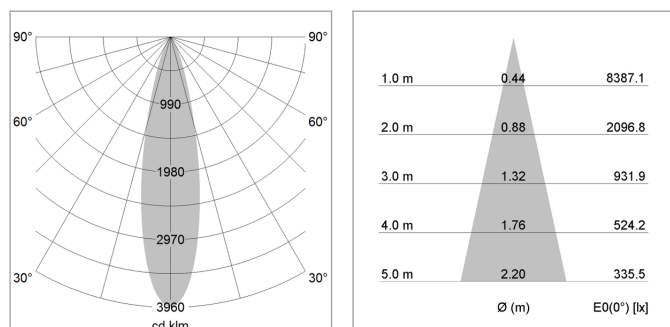 90° 90°
990
60° 60°
1980
2970
30° 30°
3960
cd klm
1.0 m 0.44 8387.1
2.0 m 0.88 2096.8
3.0 m 1.32 931.9
4.0 m 1.76 524.2
5.0 m 2.20 335.5
Ø (m) E0(0°) [lx]